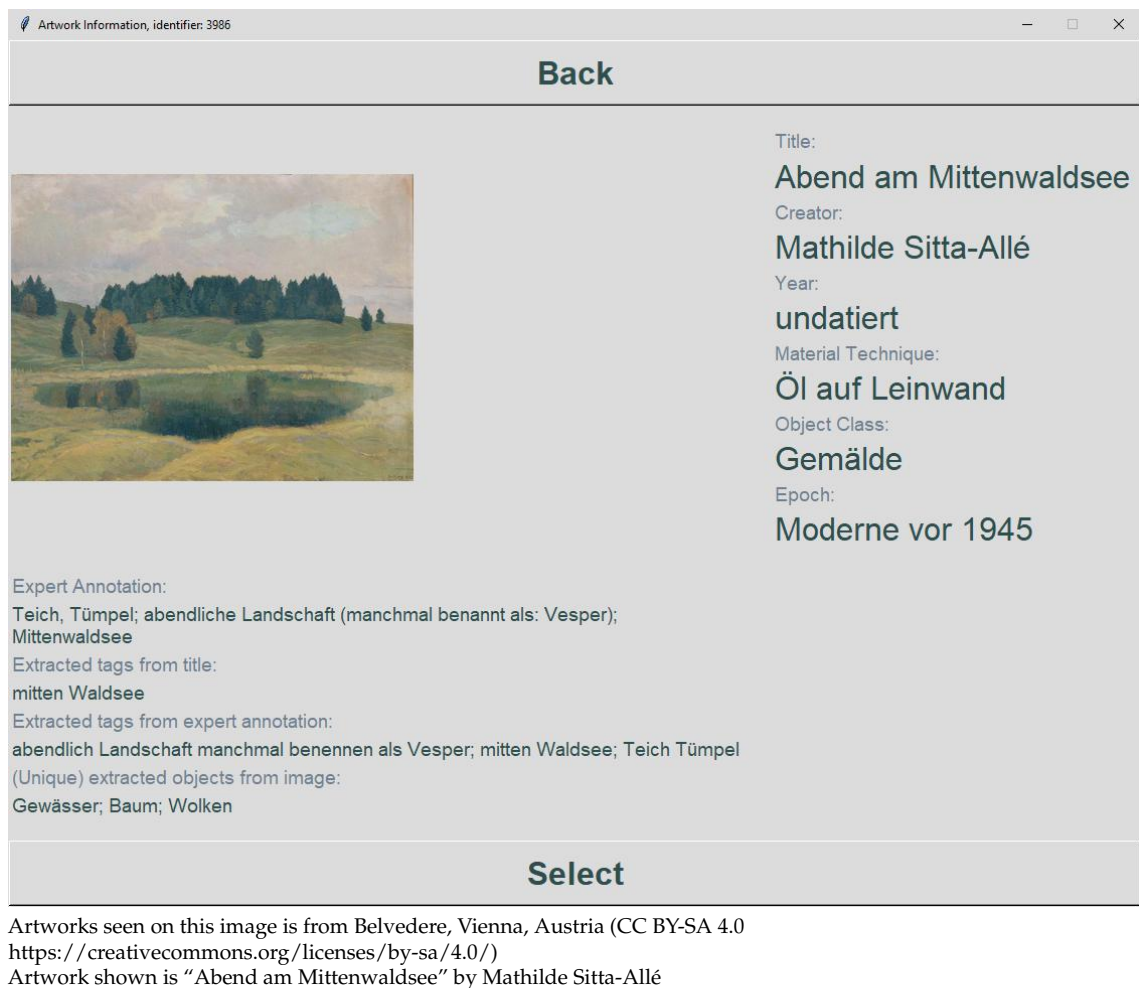 Artwork Information, identifier: 3986
Back
Title:
Abend am Mittenwaldsee
Creator:
Mathilde Sitta-Allé
Year:
undatiert
Material Technique:
Öl auf Leinwand
Object Class:
Gemälde
Epoch:
Moderne vor 1945
Expert Annotation:
Teich, Tümpel; abendliche Landschaft (manchmal benannt als: Vesper);
Mittenwaldsee
Extracted tags from title:
mitten Waldsee
Extracted tags from expert annotation:
abendlich Landschaft manchmal benennen als Vesper; mitten Waldsee; Teich Tümpel
(Unique) extracted objects from image:
Gewässer; Baum; Wolken
Select
Artworks seen on this image is from Belvedere, Vienna, Austria (CC BY-SA 4.0
https://creativecommons.org/licenses/by-sa/4.0/)
Artwork shown is “Abend am Mittenwaldsee” by Mathilde Sitta-Allé